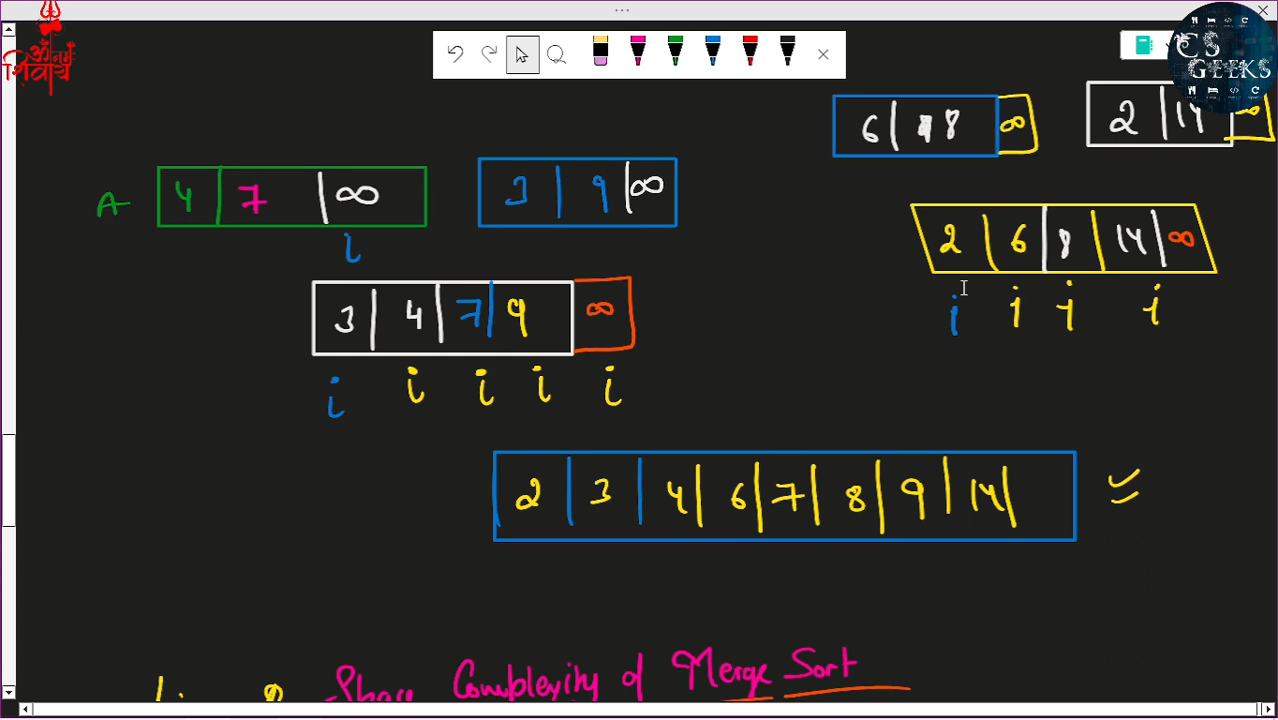 ॐ नमः
शिवाय
CS
GEEKS
6 8 ∞
2 14 ∞
A 4 7 ∞
3 9 ∞
i
2 6 8 14 ∞
i i i i
3 4 7 9 ∞
i i i i i
2 3 4 6 7 8 9 14
Space Complexity of Merge Sort